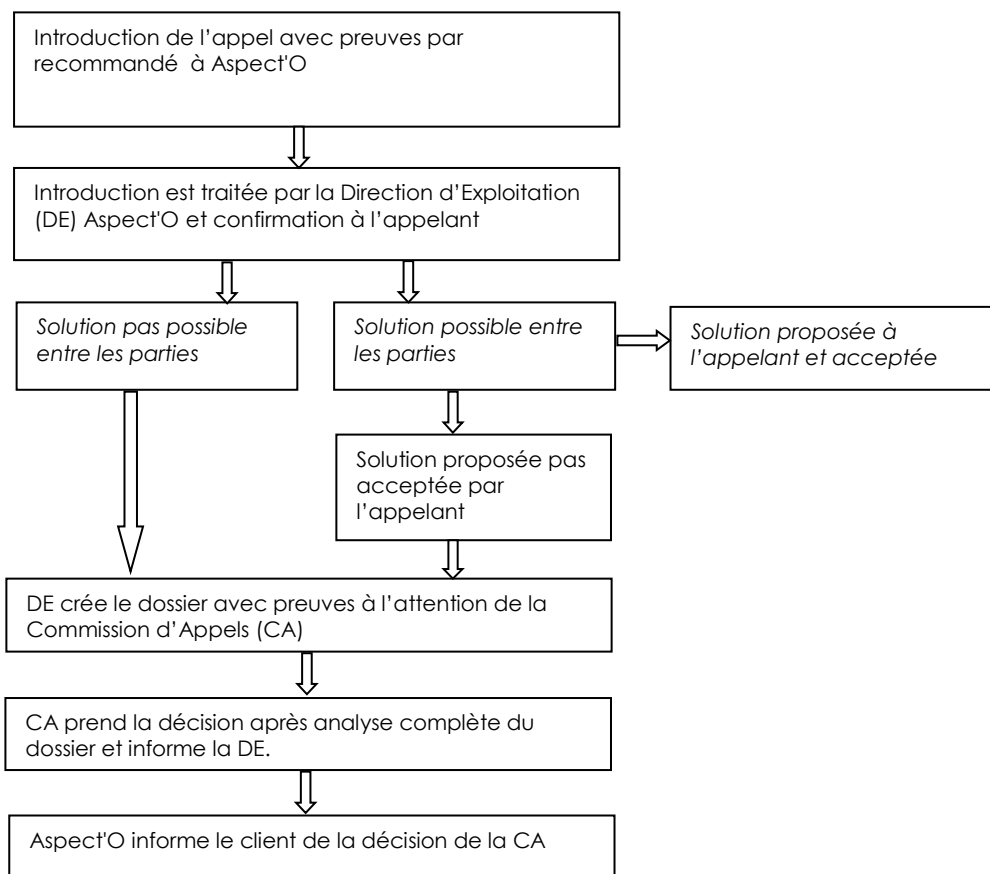 Introduction de l’appel avec preuves par
recommandé à Aspect'O
Introduction est traitée par la Direction d’Exploitation
(DE) Aspect'O et confirmation à l’appelant
Solution pas possible
entre les parties
Solution possible entre
les parties
Solution proposée à
l’appelant et acceptée
Solution proposée pas
acceptée par
l’appelant
DE crée le dossier avec preuves à l’attention de la
Commission d’Appels (CA)
CA prend la décision après analyse complète du
dossier et informe la DE.
Aspect'O informe le client de la décision de la CA